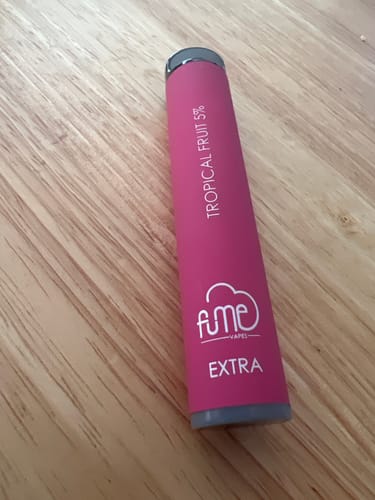 TROPICAL FRUIT 5%
fume
VAPES
EXTRA